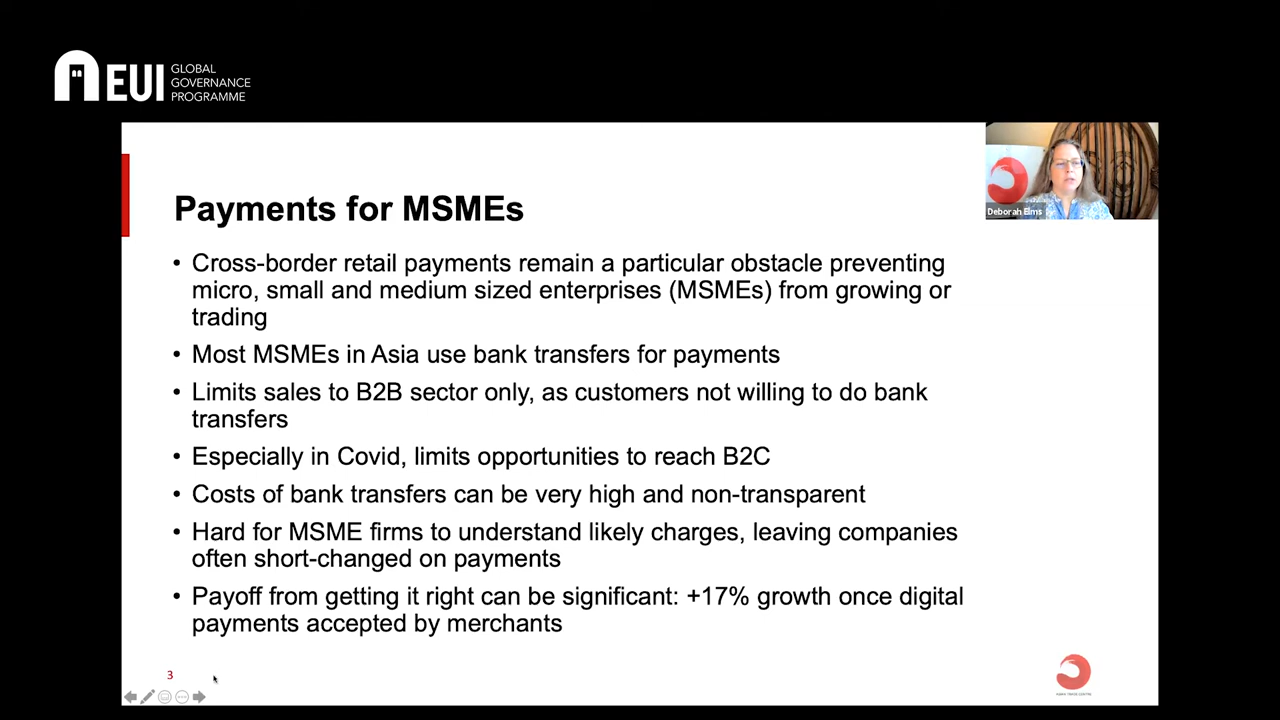 EUI
GLOBAL
GOVERNANCE
PROGRAMME
Deborah Elms
Payments for MSMEs
• Cross-border retail payments remain a particular obstacle preventing
micro, small and medium sized enterprises (MSMEs) from growing or
trading
• Most MSMEs in Asia use bank transfers for payments
• Limits sales to B2B sector only, as customers not willing to do bank
transfers
• Especially in Covid, limits opportunities to reach B2C
• Costs of bank transfers can be very high and non-transparent
• Hard for MSME firms to understand likely charges, leaving companies
often short-changed on payments
• Payoff from getting it right can be significant: +17% growth once digital
payments accepted by merchants
3
ASIAN TRADE CENTRE